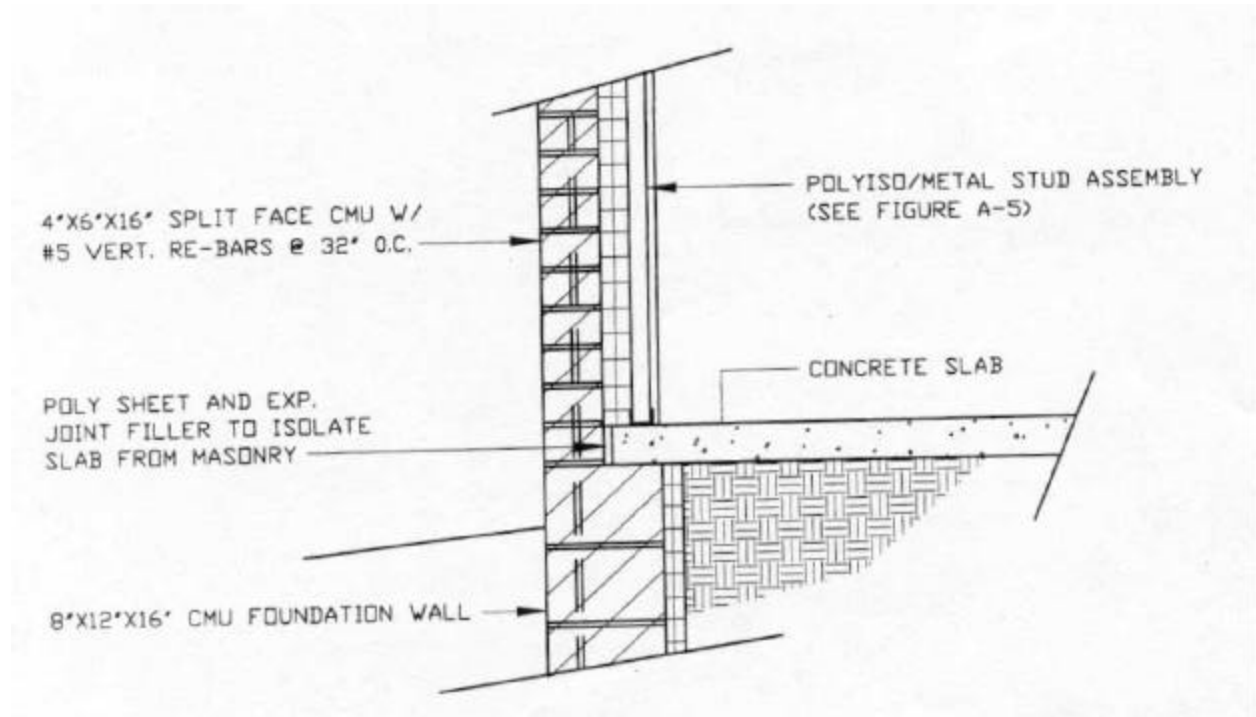 4"X6"X16" SPLIT FACE CMU W/
#5 VERT. RE-BARS @ 32" O.C.
POLYISO/METAL STUD ASSEMBLY
(SEE FIGURE A-5)
CONCRETE SLAB
POLY SHEET AND EXP.
JOINT FILLER TO ISOLATE
SLAB FROM MASONRY
8"X12"X16" CMU FOUNDATION WALL